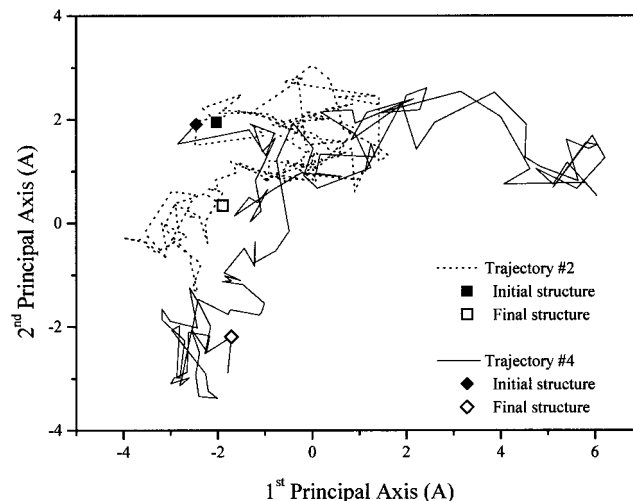 4
2
0
-2
-4
2nd Principal Axis (A)
Trajectory #2
Initial structure
Final structure
Trajectory #4
Initial structure
Final structure
-4 -2 0 2 4 6
1st Principal Axis (A)